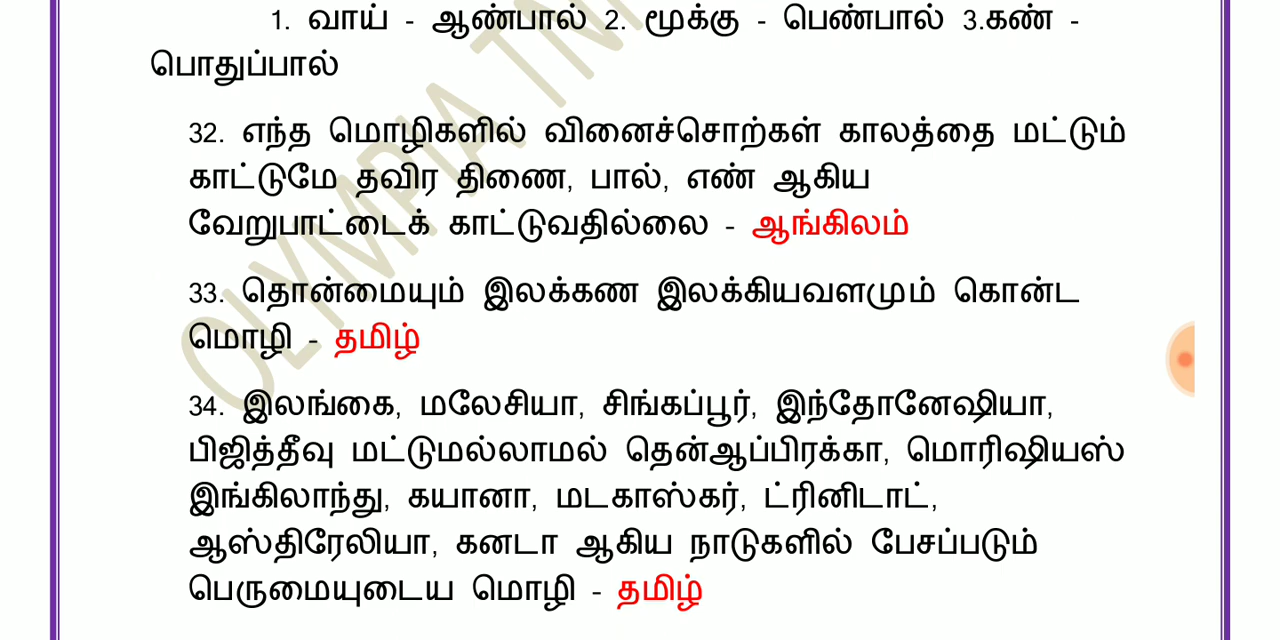 1. வாய் - ஆண்பால் 2. மூக்கு - பெண்பால் 3.கண் -
பொதுப்பால்
32. எந்த மொழிகளில் வினைச்சொற்கள் காலத்தை மட்டும்
காட்டுமே தவிர திணை, பால், எண் ஆகிய
வேறுபாட்டைக் காட்டுவதில்லை - ஆங்கிலம்
33. தொன்மையும் இலக்கண இலக்கியவளமும் கொன்ட
மொழி - தமிழ்
34. இலங்கை, மலேசியா, சிங்கப்பூர், இந்தோனேஷியா,
பிஜித்தீவு மட்டுமல்லாமல் தென்ஆப்பிரக்கா, மொரிஷியஸ்
இங்கிலாந்து, கயானா, மடகாஸ்கர், ட்ரினிடாட்,
ஆஸ்திரேலியா, கனடா ஆகிய நாடுகளில் பேசப்படும்
பெருமையுடைய மொழி - தமிழ்
OLYMPIA